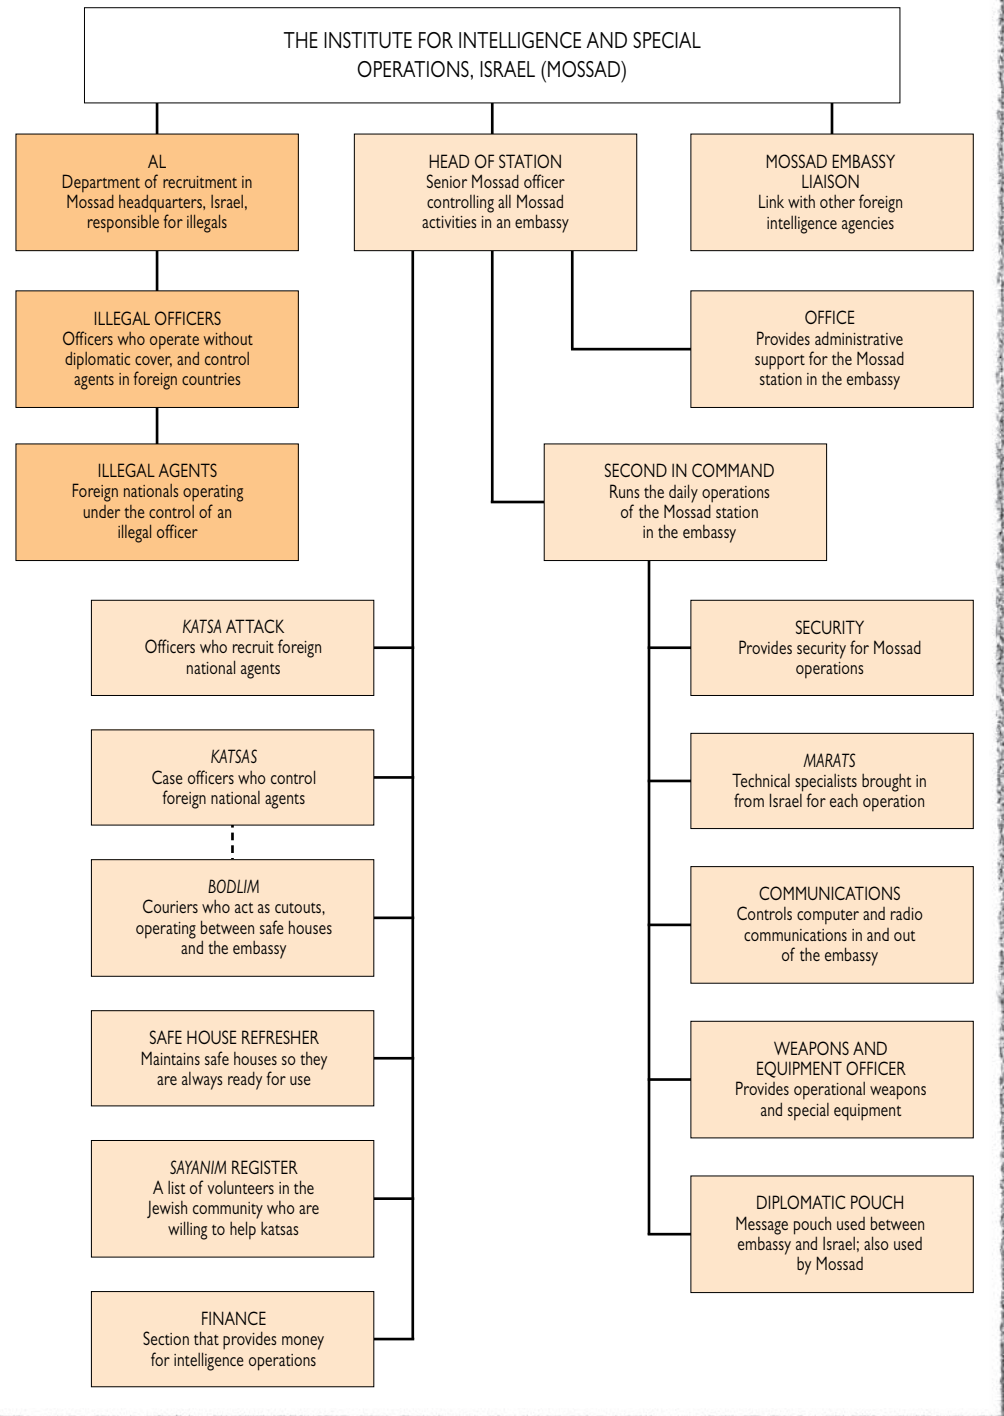 THE INSTITUTE FOR INTELLIGENCE AND SPECIAL
OPERATIONS, ISRAEL (MOSSAD)
AL
Department of recruitment in
Mossad headquarters, Israel,
responsible for illegals
HEAD OF STATION
Senior Mossad officer
controlling all Mossad
activities in an embassy
MOSSAD EMBASSY
LIAISON
Link with other foreign
intelligence agencies
ILLEGAL OFFICERS
Officers who operate without
diplomatic cover, and control
agents in foreign countries
OFFICE
Provides administrative
support for the Mossad
station in the embassy
ILLEGAL AGENTS
Foreign nationals operating
under the control of an
illegal officer
SECOND IN COMMAND
Runs the daily operations
of the Mossad station
in the embassy
KATSA ATTACK
Officers who recruit foreign
national agents
KATSAS
Case officers who control
foreign national agents
BODLIM
Couriers who act as cutouts,
operating between safe houses
and the embassy
SAFE HOUSE REFRESHER
Maintains safe houses so they
are always ready for use
SAYANIM REGISTER
A list of volunteers in the
Jewish community who are
willing to help katsas
FINANCE
Section that provides money
for intelligence operations
SECURITY
Provides security for Mossad
operations
MARATS
Technical specialists brought in
from Israel for each operation
COMMUNICATIONS
Controls computer and radio
communications in and out
of the embassy
WEAPONS AND
EQUIPMENT OFFICER
Provides operational weapons
and special equipment
DIPLOMATIC POUCH
Message pouch used between
embassy and Israel; also used
by Mossad